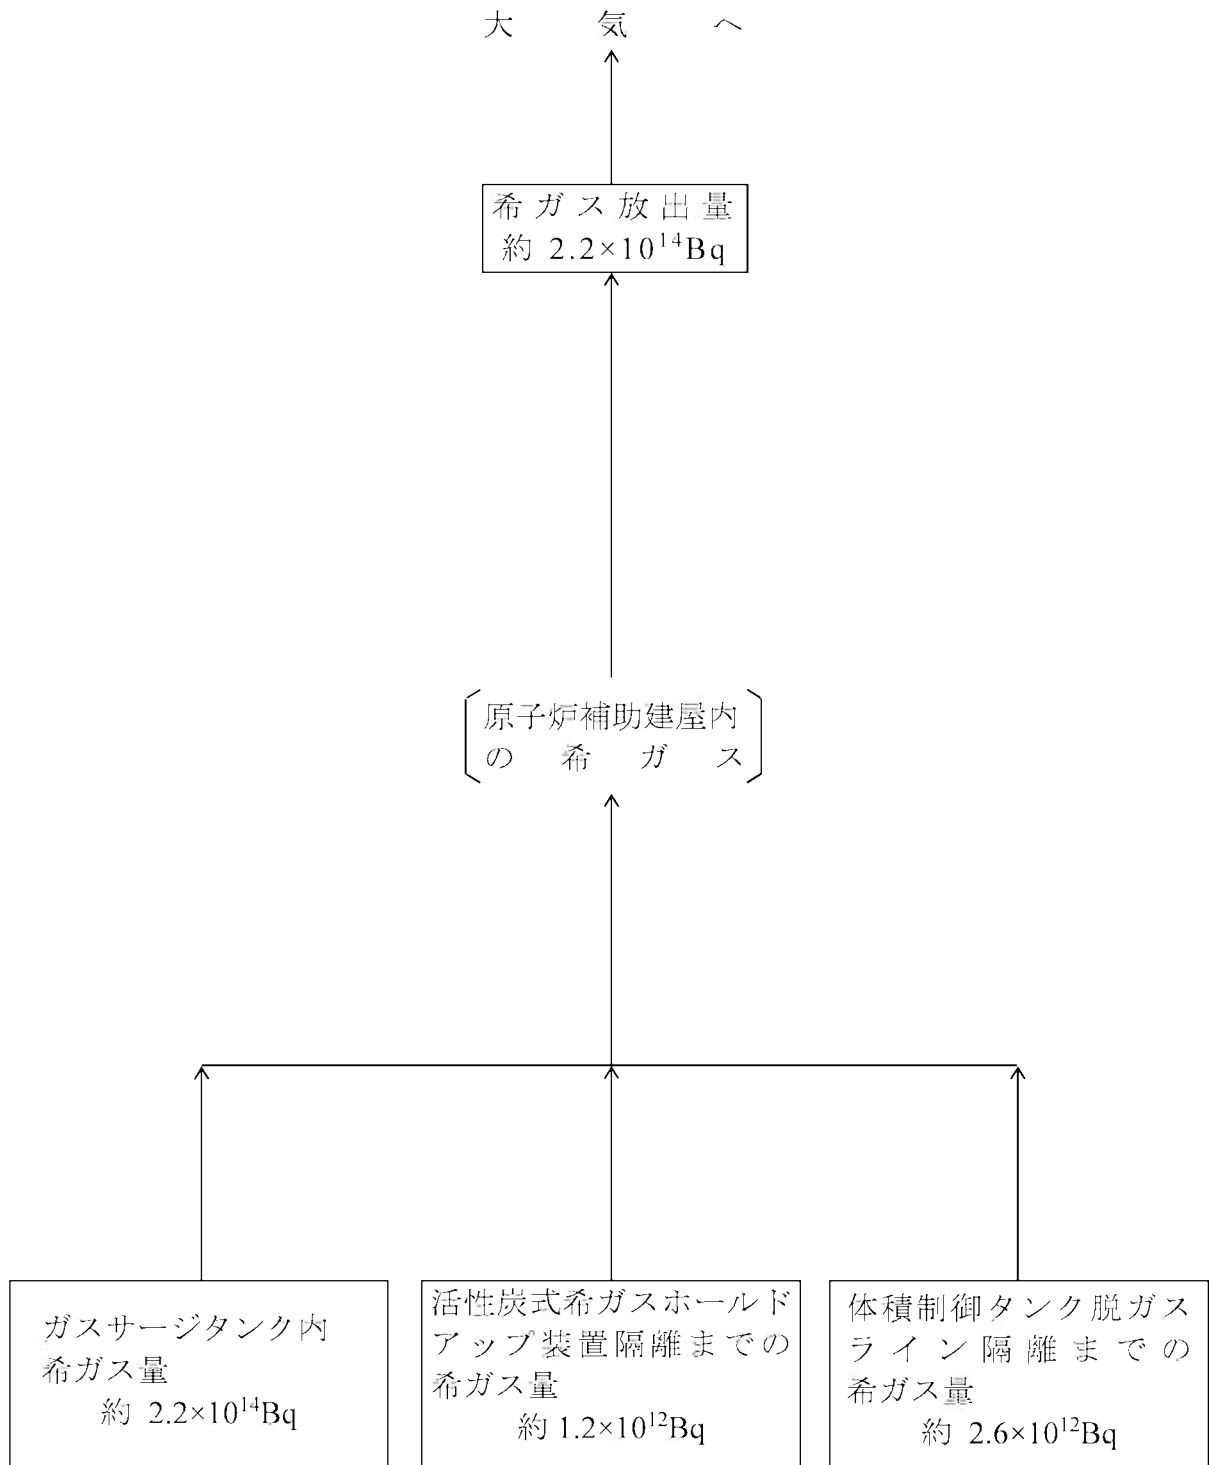 大気へ
希ガス放出量
約 2.2×10¹⁴Bq
原子炉補助建屋内
の希ガス
ガスサージタンク内
希ガス量
約 2.2×10¹⁴Bq
活性炭式希ガスホールド
アップ装置隔離までの
希ガス量
約 1.2×10¹²Bq
体積制御タンク脱ガス
ライン隔離までの
希ガス量
約 2.6×10¹²Bq